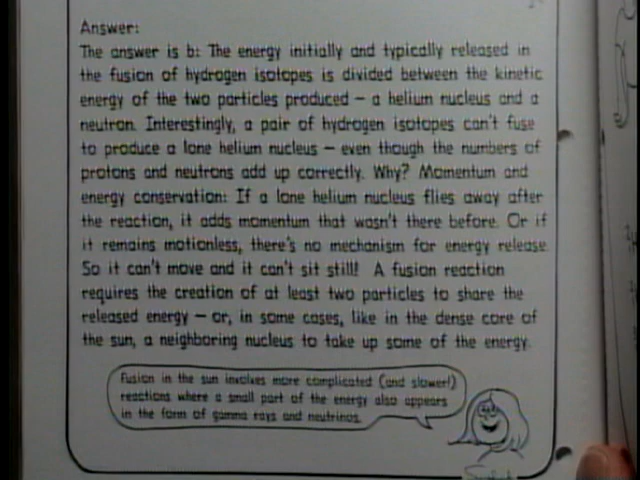 Answer:
The answer is b: The energy initially and typically released in
the fusion of hydrogen isotopes is divided between the kinetic
energy of the two particles produced – a helium nucleus and a
neutron. Interestingly, a pair of hydrogen isotopes can't fuse
to produce a lone helium nucleus – even though the numbers of
protons and neutrons add up correctly. Why? Momentum and
energy conservation: If a lone helium nucleus flies away after
the reaction, it adds momentum that wasn't there before. Or if
it remains motionless, there's no mechanism for energy release.
So it can't move and it can't sit still! A fusion reaction
requires the creation of at least two particles to share the
released energy – or, in some cases, like in the dense core of
the sun, a neighboring nucleus to take up some of the energy.
Fusion in the sun involves more complicated (and slower!)
reactions where a small part of the energy also appears
in the form of gamma rays and neutrinos.